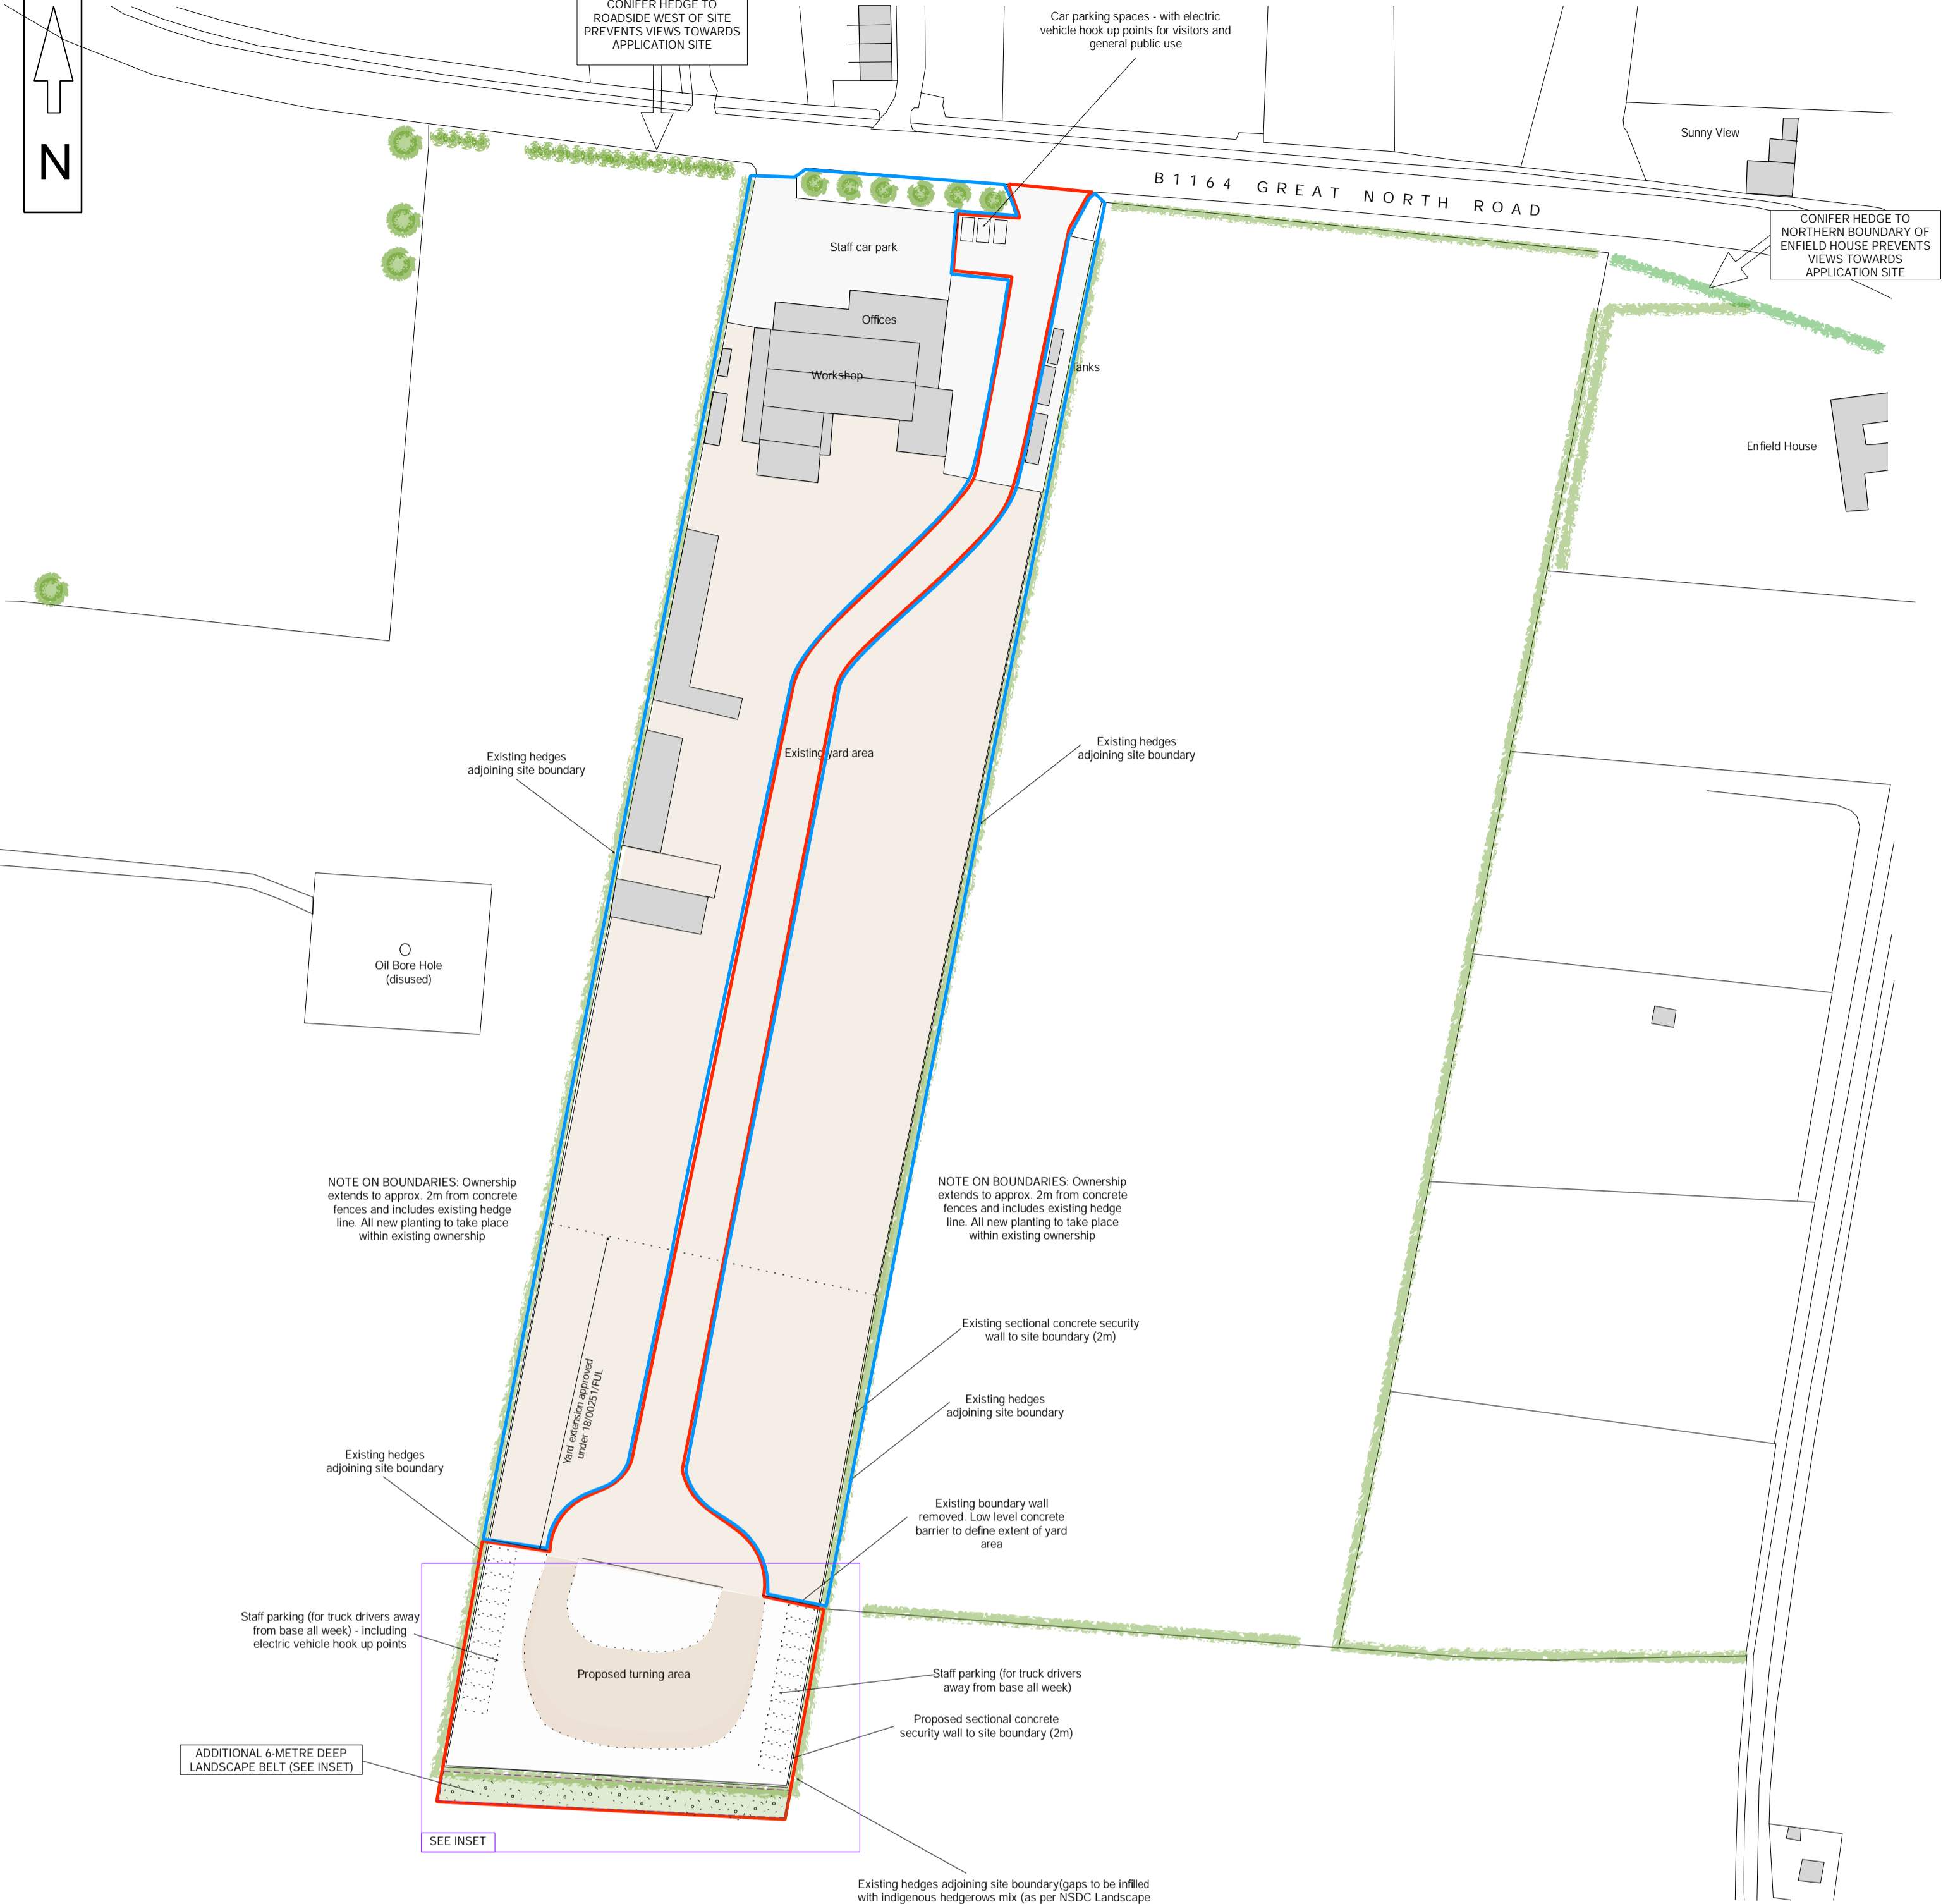 CONIFER HEDGE TO
ROADSIDE WEST OF SITE
PREVENTS VIEWS TOWARDS
APPLICATION SITE
Car parking spaces - with electric
vehicle hook up points for visitors and
general public use
N
Sunny View
B1164 GREAT NORTH ROAD
CONIFER HEDGE TO
NORTHERN BOUNDARY OF
ENFIELD HOUSE PREVENTS
VIEWS TOWARDS
APPLICATION SITE
Staff car park
Offices
Workshop
Tanks
Enfield House
Existing hedges
adjoining site boundary
Existing yard area
Existing hedges
adjoining site boundary
Oil Bore Hole
(disused)
NOTE ON BOUNDARIES: Ownership
extends to approx. 2m from concrete
fences and includes existing hedge
line. All new planting to take place
within existing ownership
NOTE ON BOUNDARIES: Ownership
extends to approx. 2m from concrete
fences and includes existing hedge
line. All new planting to take place
within existing ownership
Existing sectional concrete security
wall to site boundary (2m)
Yard extension approved
under 18/00251/FUL
Existing hedges
adjoining site boundary
Existing hedges
adjoining site boundary
Existing boundary wall
removed. Low level concrete
barrier to define extent of yard
area
Staff parking (for truck drivers away
from base all week) - including
electric vehicle hook up points
Proposed turning area
Staff parking (for truck drivers
away from base all week)
Proposed sectional concrete
security wall to site boundary (2m)
ADDITIONAL 6-METRE DEEP
LANDSCAPE BELT (SEE INSET)
SEE INSET
Existing hedges adjoining site boundary(gaps to be infilled
with indigenous hedgerows mix (as per NSDC Landscape